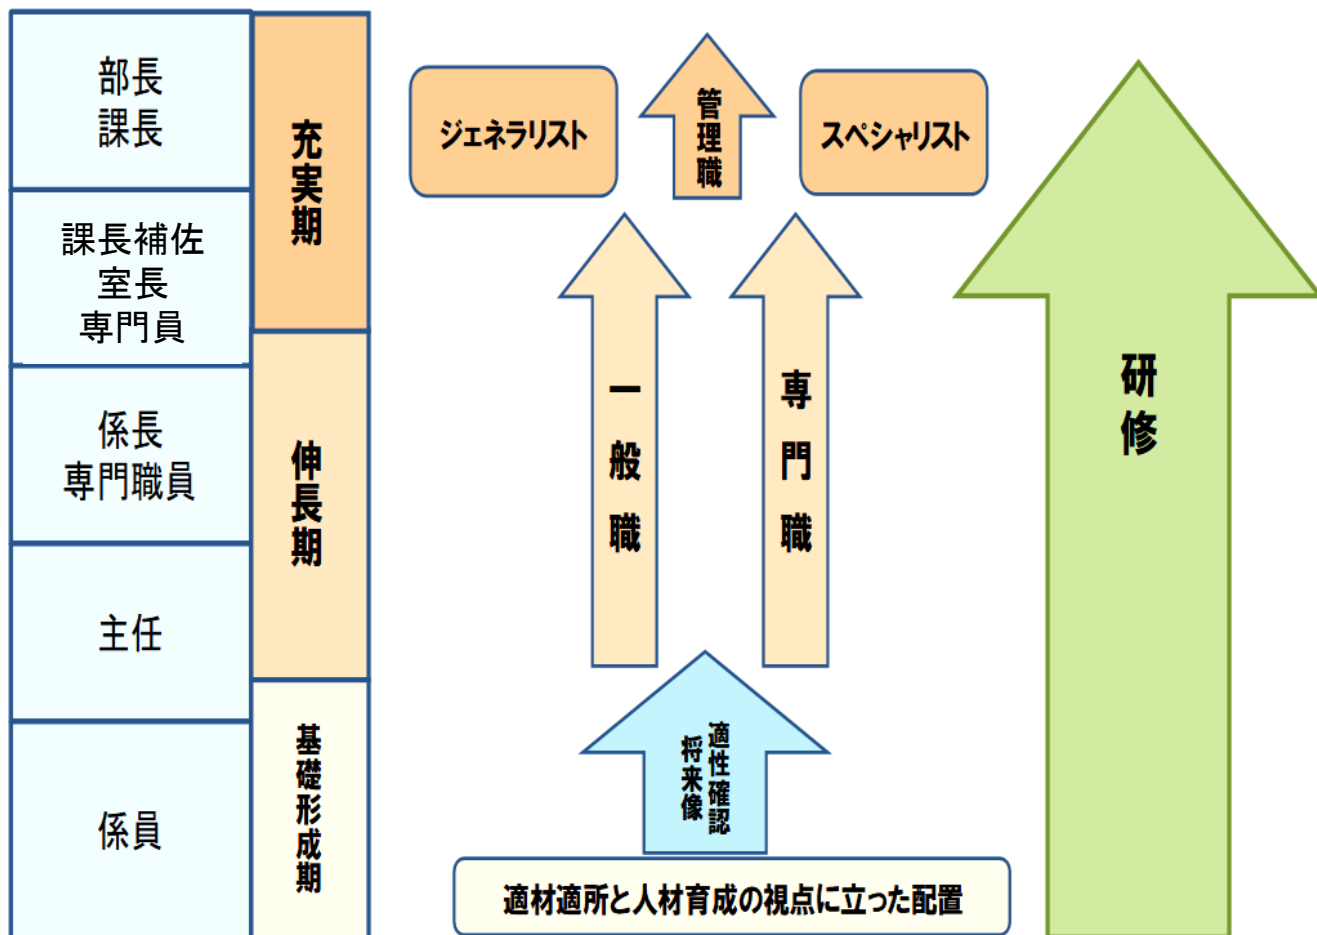 部長
課長
課長補佐
室長
専門員
係長
専門職員
主任
係員
充実期
伸長期
基礎形成期
ジェネラリスト
管理職
スペシャリスト
一般職
専門職
適性確認
将来像
適材適所と人材育成の視点に立った配置
研修